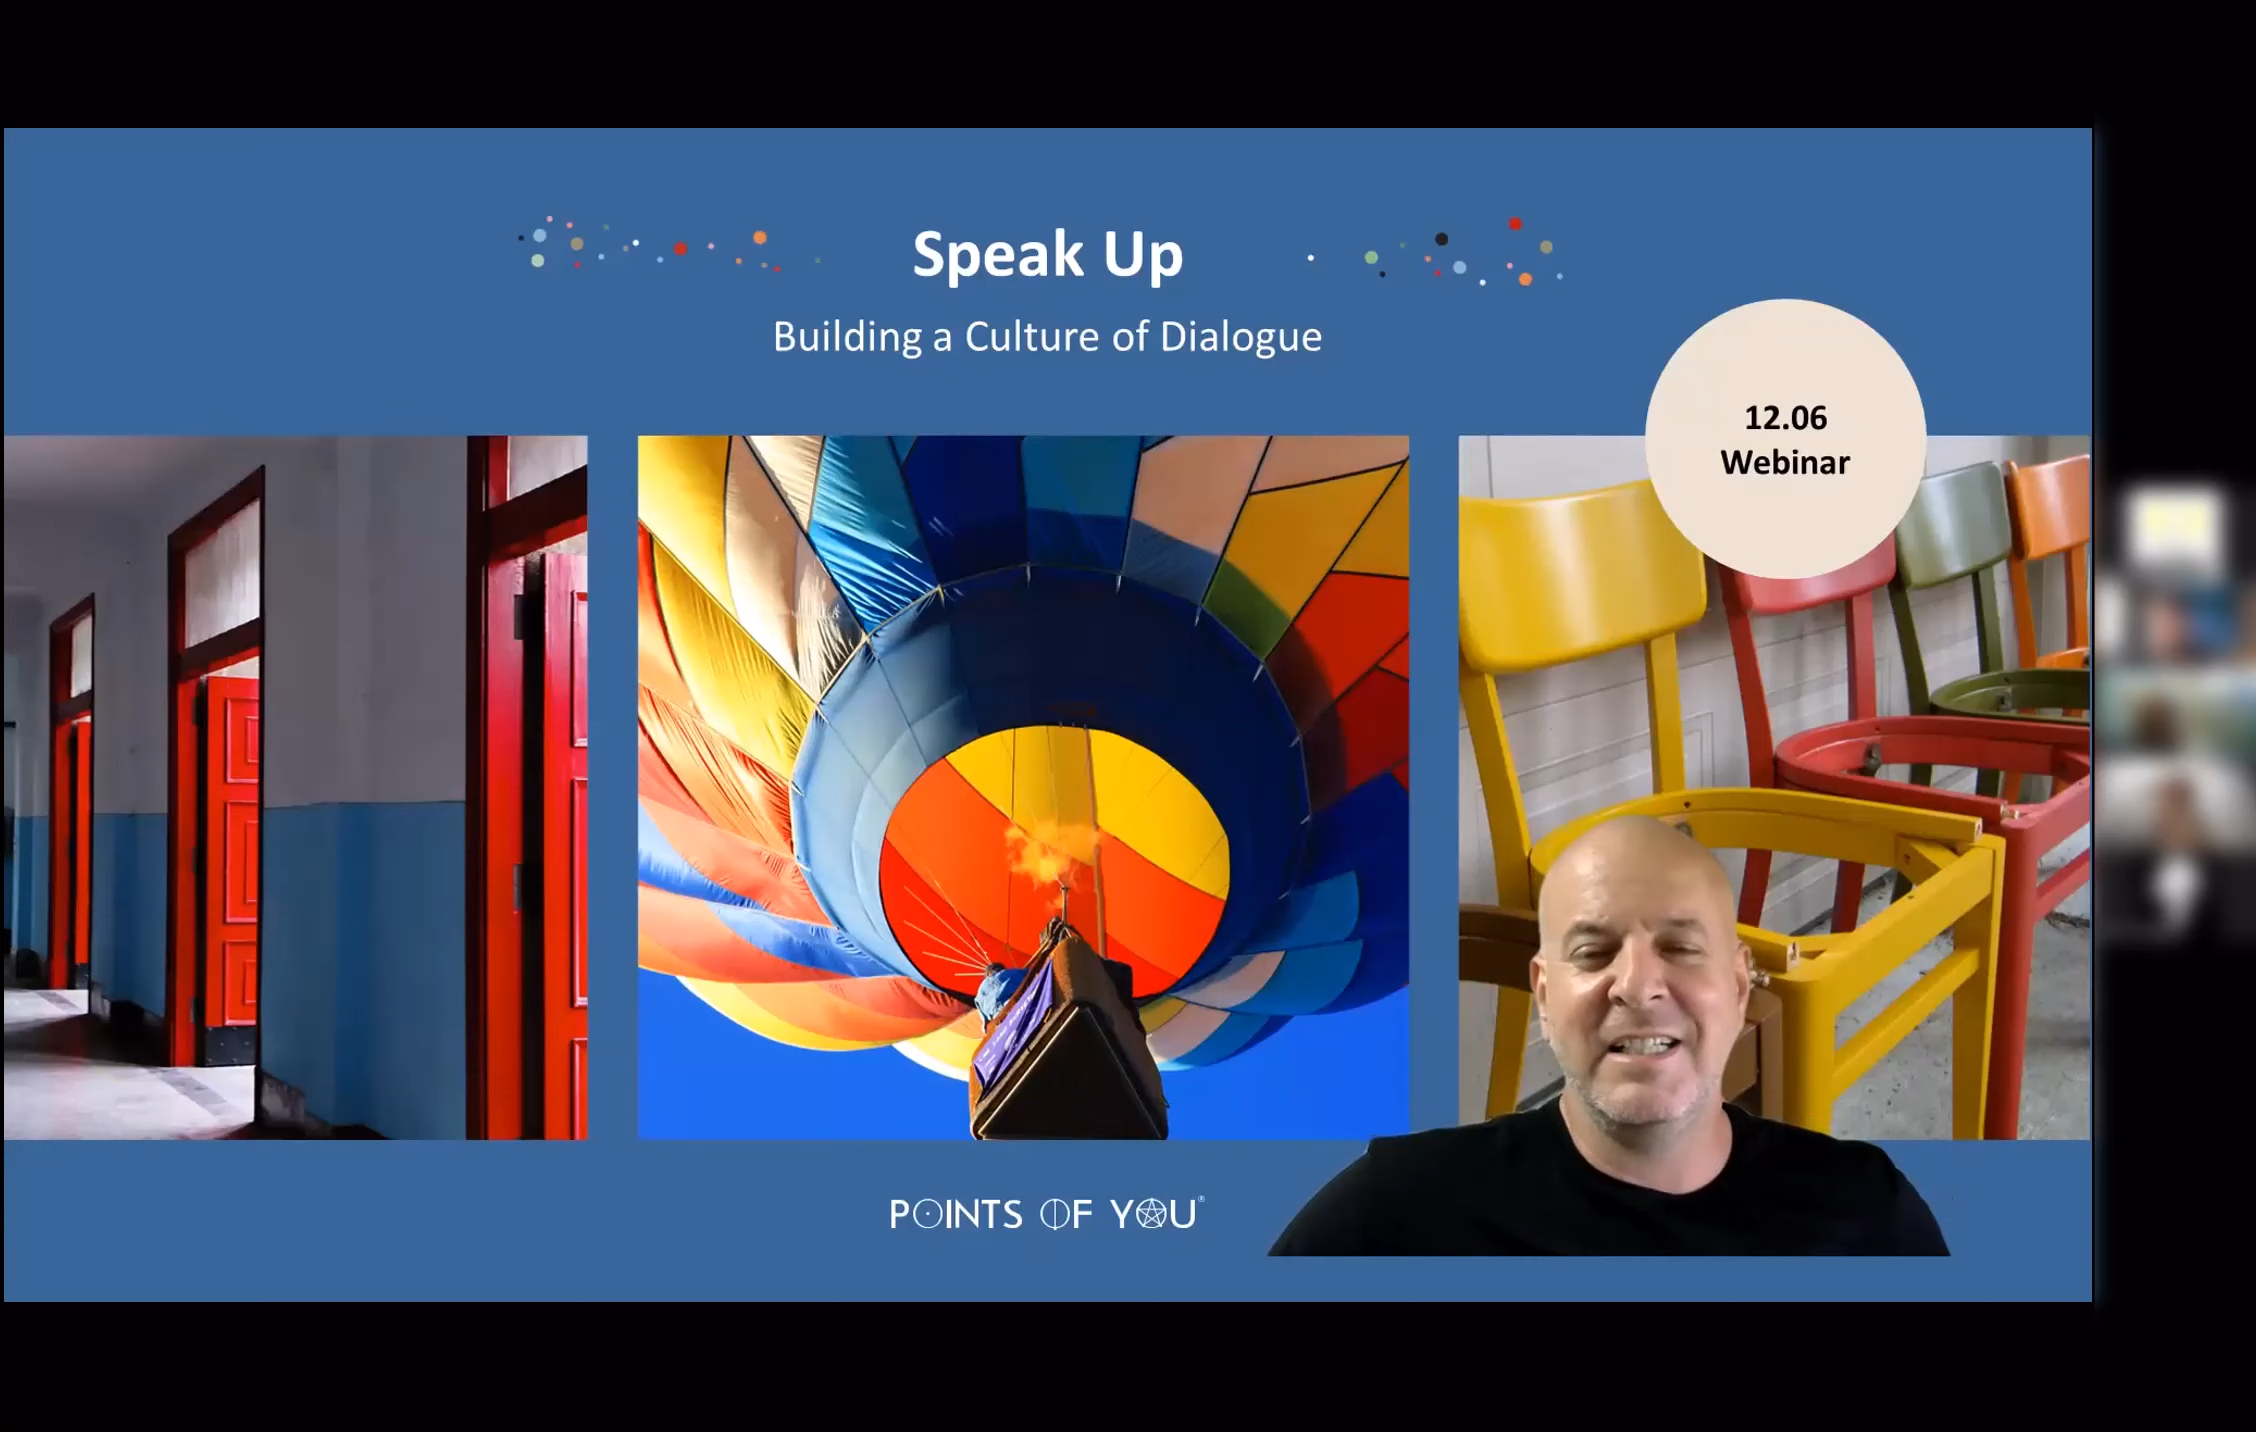 Speak Up
Building a Culture of Dialogue
12.06
Webinar
POINTS OF YOU®